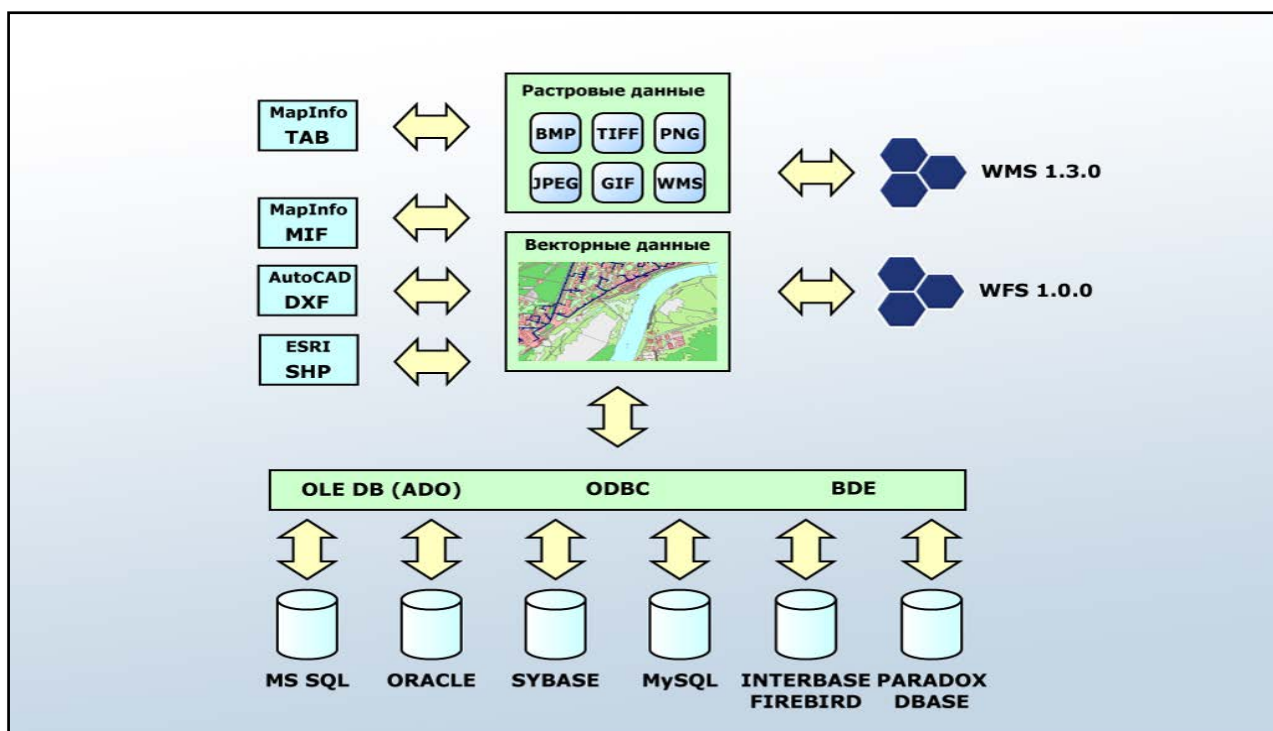 MapInfo
TAB
MapInfo
MIF
AutoCAD
DXF
ESRI
SHP
Растровые данные
BMP TIFF PNG
JPEG GIF WMS
Векторные данные
WMS 1.3.0
WFS 1.0.0
OLE DB (ADO) ODBC BDE
MS SQL ORACLE SYBASE MySQL INTERBASE PARADOX
FIREBIRD DBASE